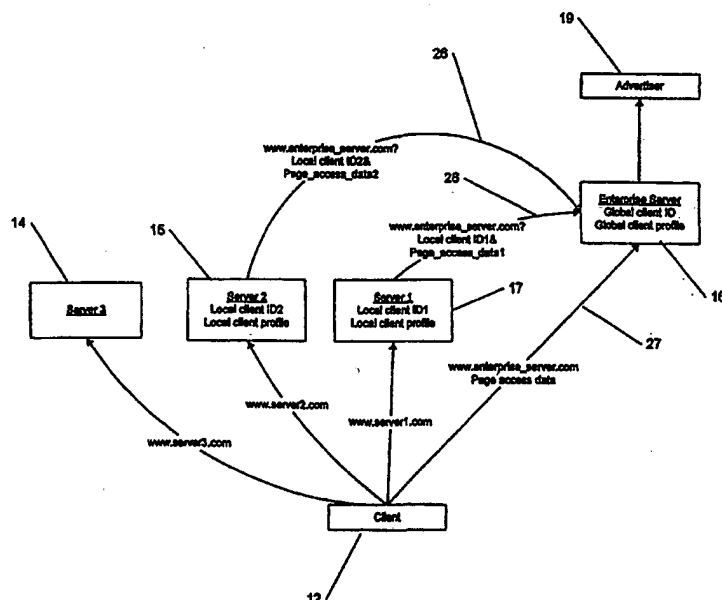 26
19
Advertiser
www.enterprise_server.com?
Local client ID2&
Page_access_data2
28
14
15
www.enterprise_server.com?
Local client ID1&
Page_access_data1
Enterprise Server
Global client ID
Global client profile
Server 3
Server 2
Local client ID2
Local client profile
Server 1
Local client ID1
Local client profile
17
16
27
www.enterprise_server.com
Page access data
www.server2.com
www.server1.com
www.server3.com
Client
12